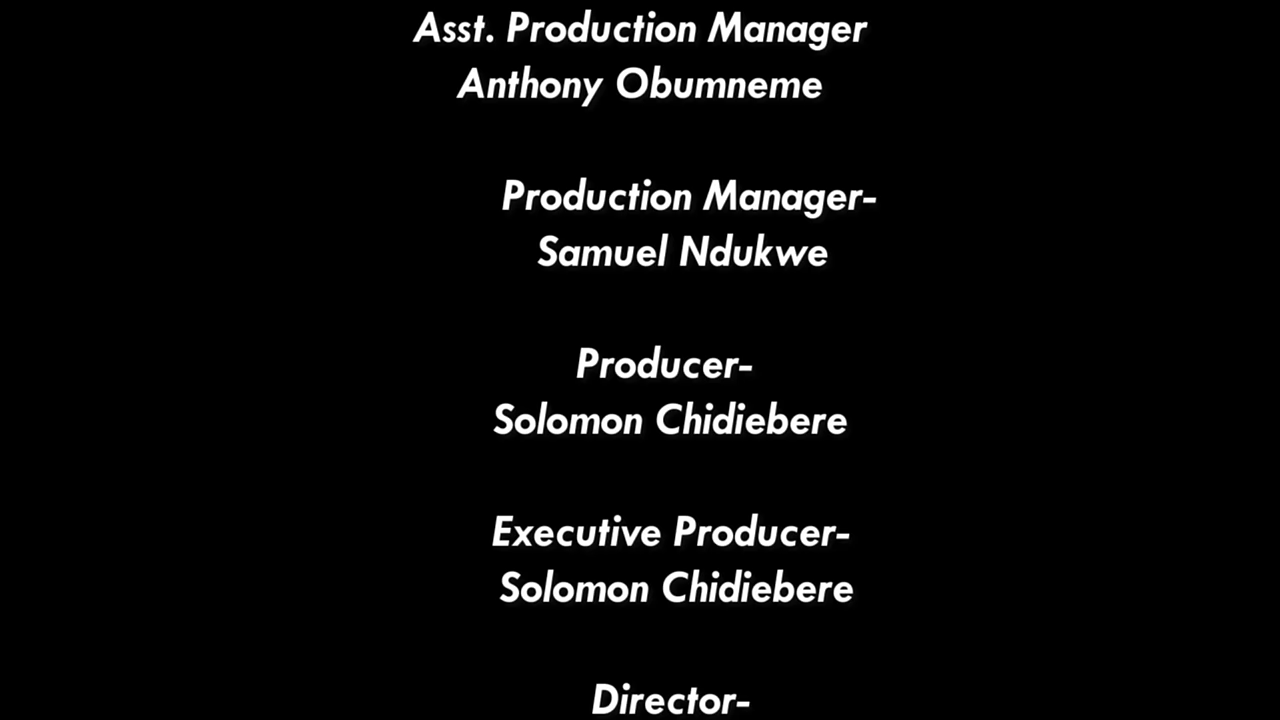 Asst. Production Manager
Anthony Obumneme
Production Manager-
Samuel Ndukwe
Producer-
Solomon Chidiebere
Executive Producer-
Solomon Chidiebere
Director-